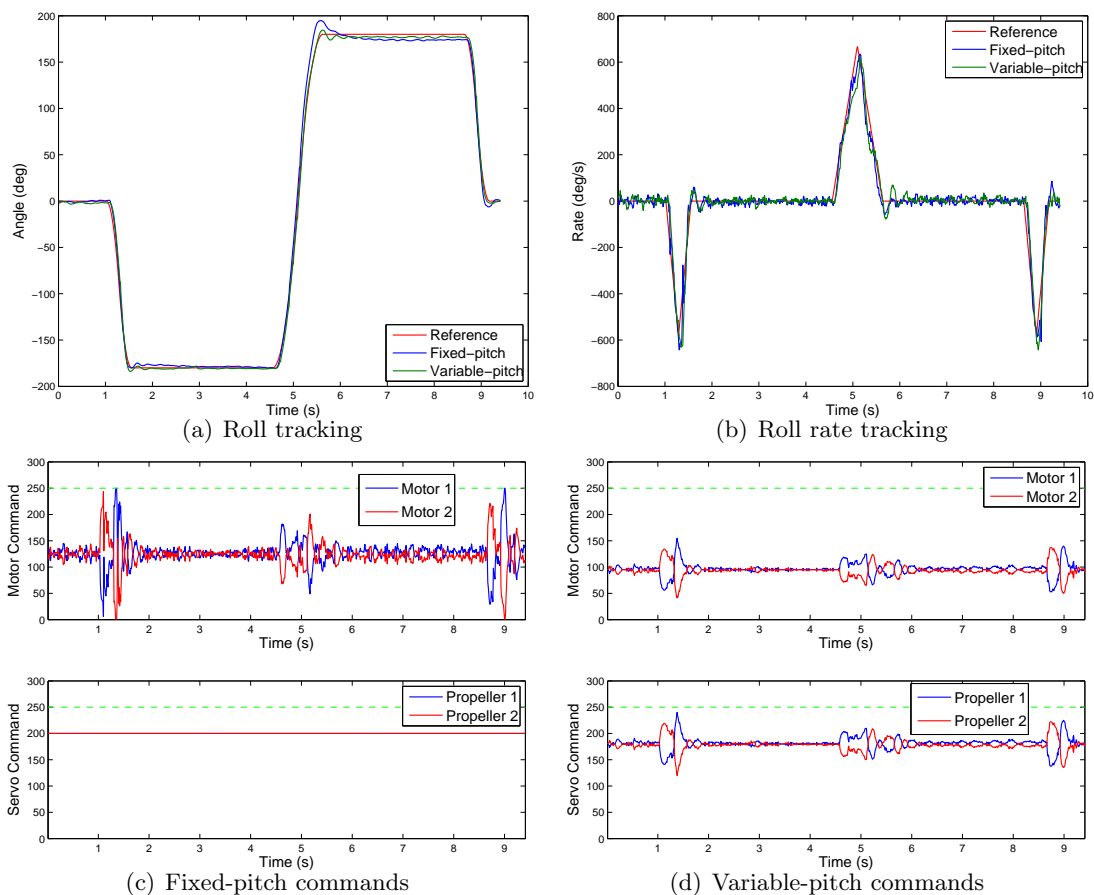 200
150
100
50
0
−50
−100
−150
−200
Angle (deg)
0 1 2 3 4 5 6 7 8 9 10
Time (s)
Reference
Fixed−pitch
Variable−pitch
(a) Roll tracking
800
600
400
200
0
−200
−400
−600
−800
Rate (deg/s)
0 1 2 3 4 5 6 7 8 9 10
Time (s)
Reference
Fixed−pitch
Variable−pitch
(b) Roll rate tracking
300
250
200
150
100
50
0
Motor Command
1 2 3 4 5 6 7 8 9
Time (s)
Motor 1
Motor 2
300
250
200
150
100
50
0
Servo Command
1 2 3 4 5 6 7 8 9
Time (s)
Propeller 1
Propeller 2
(c) Fixed-pitch commands
300
250
200
150
100
50
0
Motor Command
1 2 3 4 5 6 7 8 9
Time (s)
Motor 1
Motor 2
300
250
200
150
100
50
0
Servo Command
1 2 3 4 5 6 7 8 9
Time (s)
Propeller 1
Propeller 2
(d) Variable-pitch commands